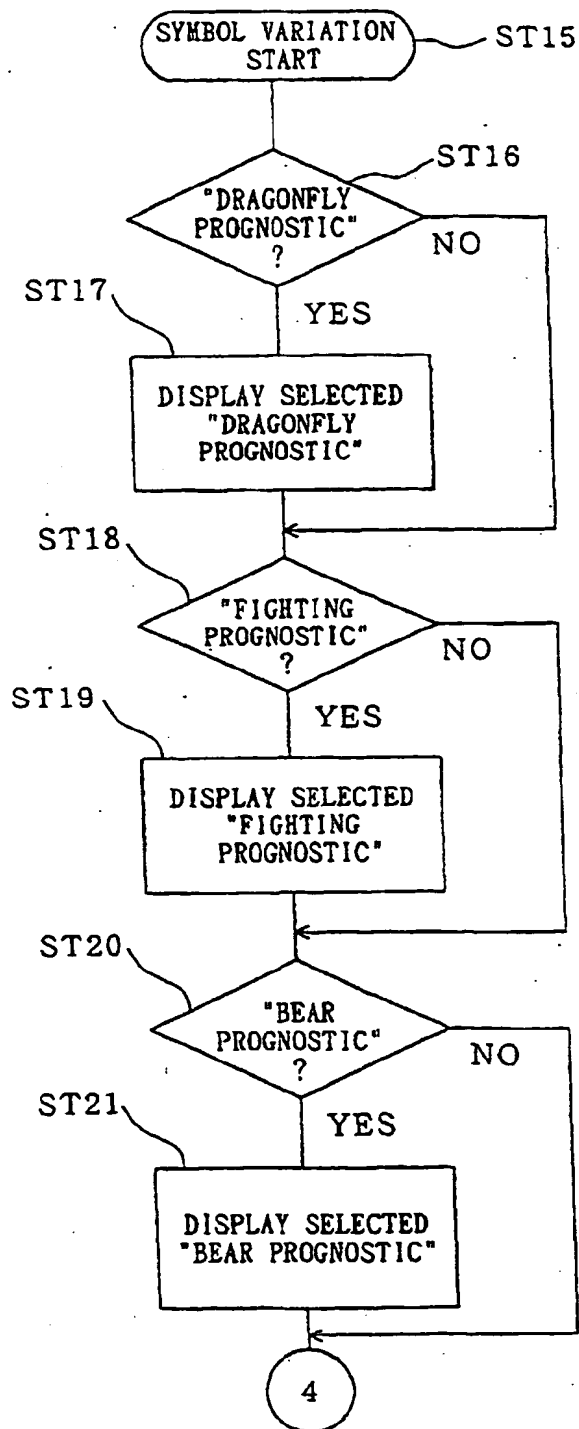 SYMBOL VARIATION
START
ST15
ST16
"DRAGONFLY
PROGNOSTIC"
?
NO
ST17
YES
DISPLAY SELECTED
"DRAGONFLY
PROGNOSTIC"
ST18
"FIGHTING
PROGNOSTIC"
?
NO
ST19
YES
DISPLAY SELECTED
"FIGHTING
PROGNOSTIC"
ST20
"BEAR
PROGNOSTIC"
?
NO
ST21
YES
DISPLAY SELECTED
"BEAR PROGNOSTIC"
4